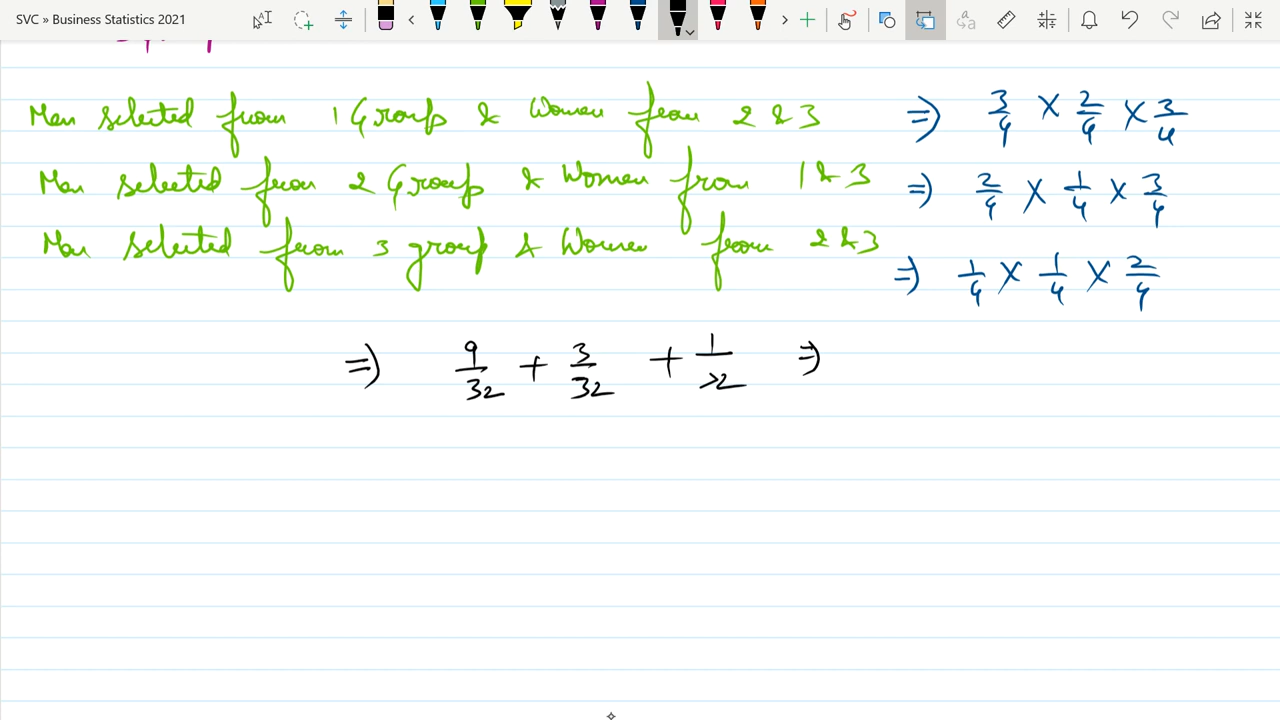 SVC » Business Statistics 2021
Men selected from 1 Group & Women from 2 & 3 ⇒ 3/4 × 2/4 × 3/4
Man selected from 2 Group & Women from 1 & 3 ⇒ 2/4 × 1/4 × 3/4
Man selected from 3 group & Women from 2 & 3 ⇒ 1/4 × 1/4 × 2/4
⇒ 9/32 + 3/32 + 1/32 ⇒